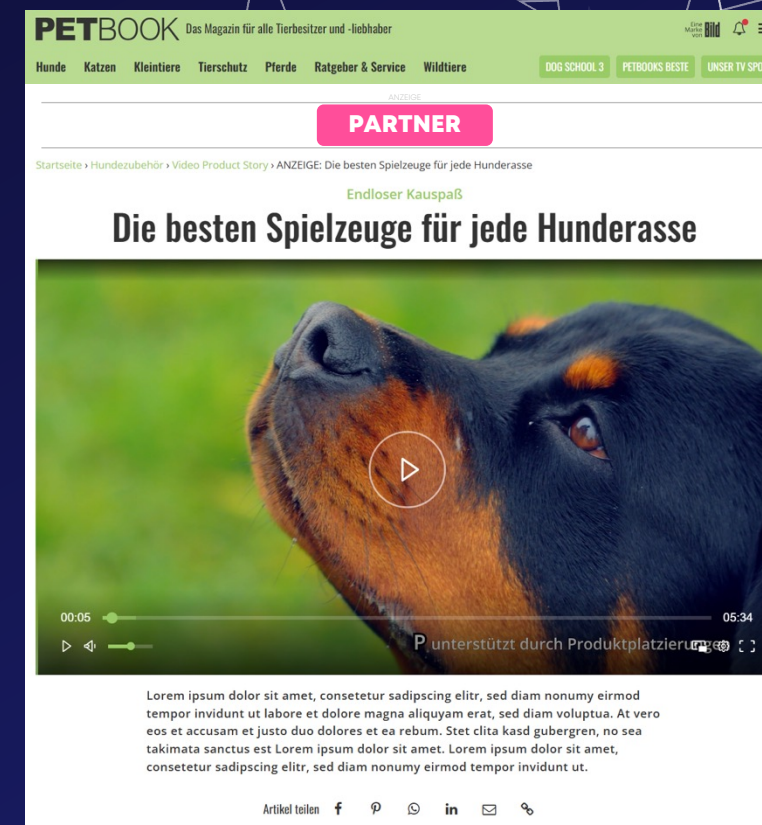 PETBOOK Das Magazin für alle Tierbesitzer und -liebhaber Eine Marke von Bild
Hunde Katzen Kleintiere Tierschutz Pferde Ratgeber & Service Wildtiere DOG SCHOOL 3 PETBOOKS BESTE UNSER TV SPO
ANZEIGE
PARTNER
Startseite › Hundezubehör › Video Product Story › ANZEIGE: Die besten Spielzeuge für jede Hunderasse
Endloser Kauspaß
Die besten Spielzeuge für jede Hunderasse
00:05 05:34
P unterstützt durch Produktplatzierungen
Lorem ipsum dolor sit amet, consetetur sadipscing elitr, sed diam nonumy eirmod
tempor invidunt ut labore et dolore magna aliquyam erat, sed diam voluptua. At vero
eos et accusam et justo duo dolores et ea rebum. Stet clita kasd gubergren, no sea
takimata sanctus est Lorem ipsum dolor sit amet. Lorem ipsum dolor sit amet,
consetetur sadipscing elitr, sed diam nonumy eirmod tempor invidunt ut.
Artikel teilen